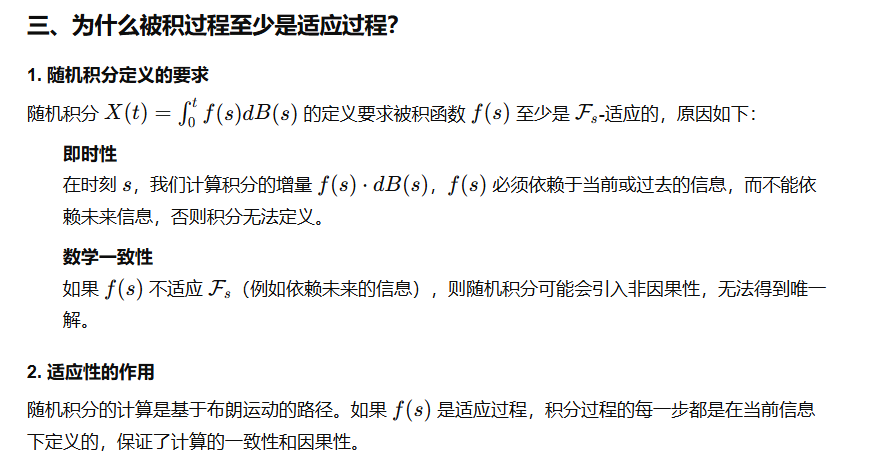 三、为什么被积过程至少是适应过程？
1. 随机积分定义的要求
随机积分 $X(t) = \int_0^t f(s)dB(s)$ 的定义要求被积函数 $f(s)$ 至少是 $\mathcal{F}_s$-适应的，原因如下：
即时性
在时刻 $s$，我们计算积分的增量 $f(s) \cdot dB(s)$，$f(s)$ 必须依赖于当前或过去的信息，而不能依
赖未来信息，否则积分无法定义。
数学一致性
如果 $f(s)$ 不适应 $\mathcal{F}_s$（例如依赖未来的信息），则随机积分可能会引入非因果性，无法得到唯一
解。
2. 适应性的作用
随机积分的计算是基于布朗运动的路径。如果 $f(s)$ 是适应过程，积分过程的每一步都是在当前信息
下定义的，保证了计算的一致性和因果性。